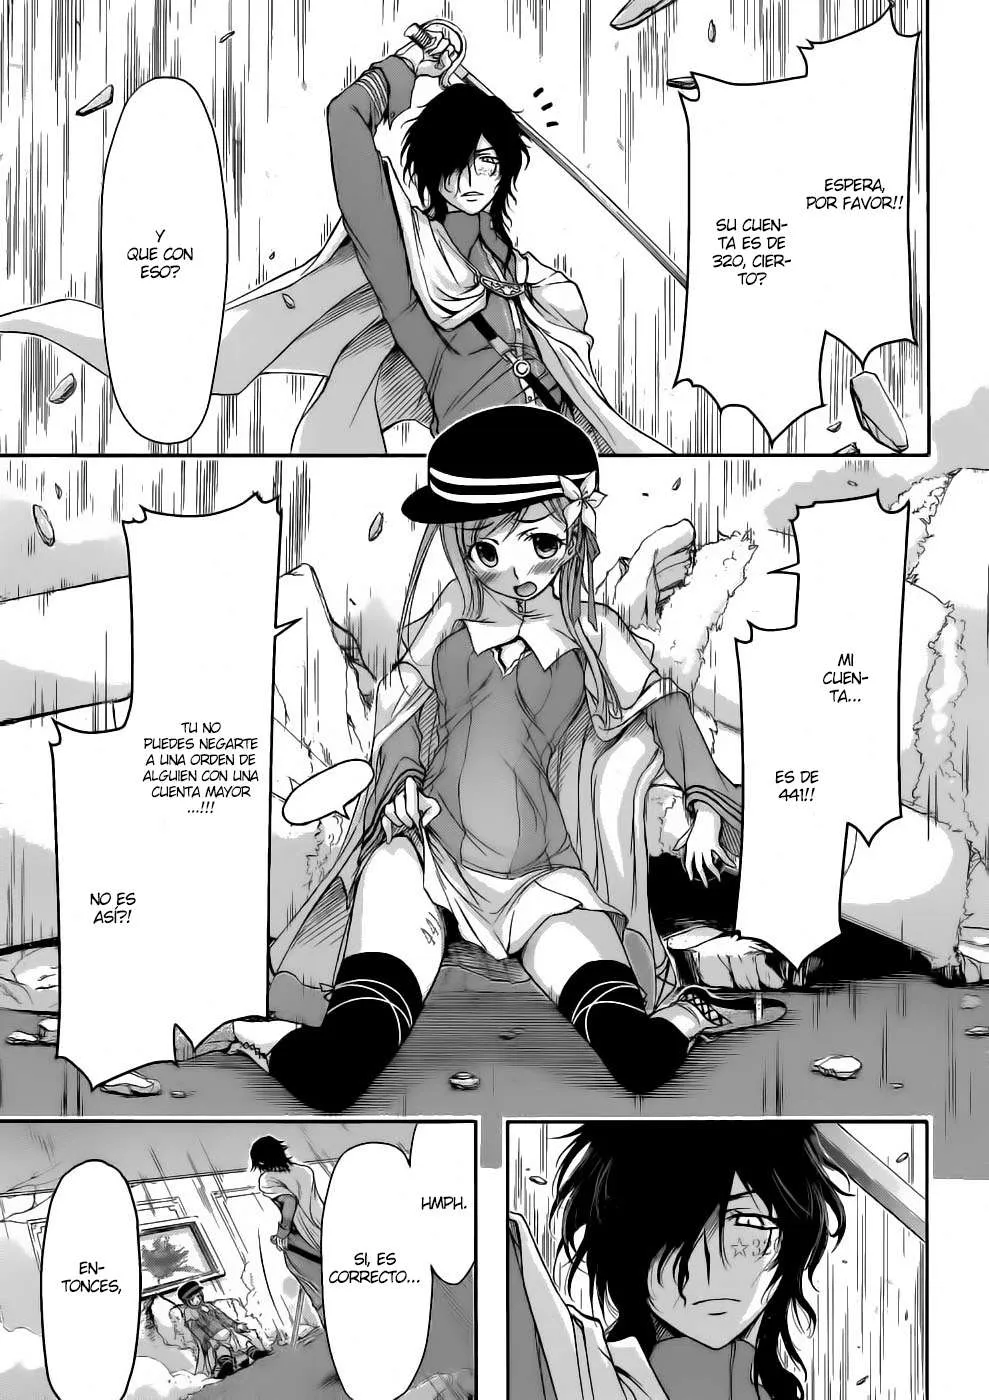 ESPERA,
POR FAVOR!!
SU CUEN-
TA ES DE
320, CIER-
TO?
Y
QUE CON
ESO?
MI
CUEN-
TA...
ES DE
441!!
TU NO
PUEDES NEGARTE
A UNA ORDEN DE
ALGUIEN CON UNA
CUENTA MAYOR
...!!!
NO ES
ASÍ?!
441
☆320
HMPH.
SI, ES
CORRECTO...
EN-
TONCES,